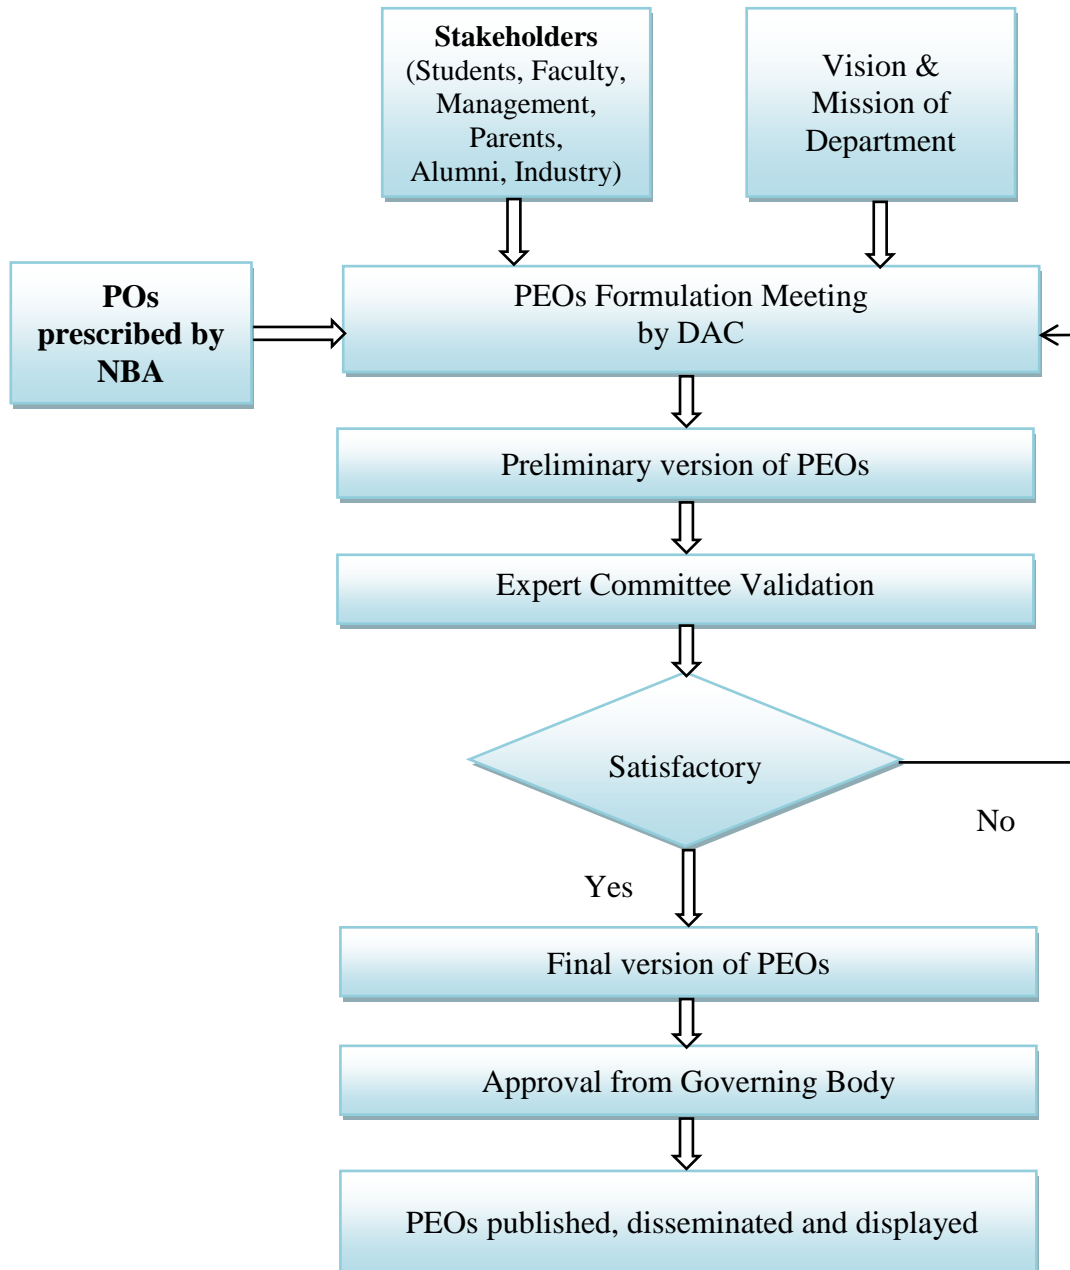 Stakeholders
(Students, Faculty,
Management,
Parents,
Alumni, Industry)
Vision &
Mission of
Department
POs
prescribed by
NBA
PEOs Formulation Meeting
by DAC
Preliminary version of PEOs
Expert Committee Validation
Satisfactory
No
Yes
Final version of PEOs
Approval from Governing Body
PEOs published, disseminated and displayed